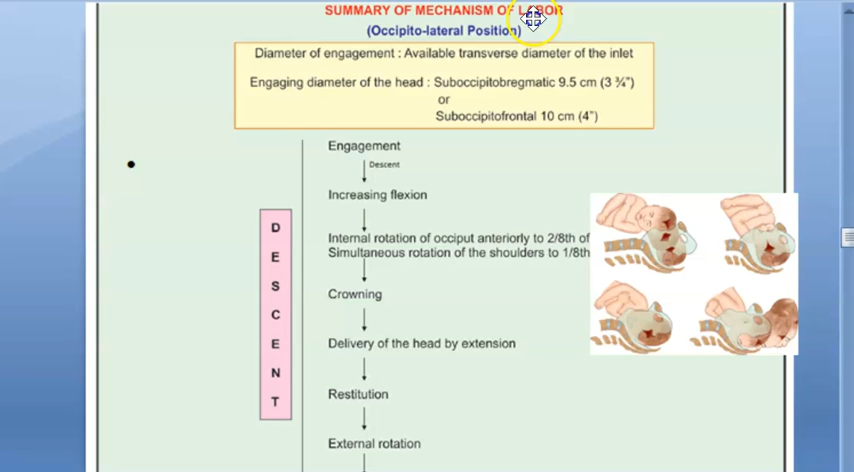 SUMMARY OF MECHANISM OF LABOR
(Occipito-lateral Position)
Diameter of engagement : Available transverse diameter of the inlet
Engaging diameter of the head : Suboccipitobregmatic 9.5 cm (3 ¾")
or
Suboccipitofrontal 10 cm (4")
Engagement
Descent
Increasing flexion
Internal rotation of occiput anteriorly to 2/8th of
Simultaneous rotation of the shoulders to 1/8th
Crowning
Delivery of the head by extension
Restitution
External rotation
D
E
S
C
E
N
T